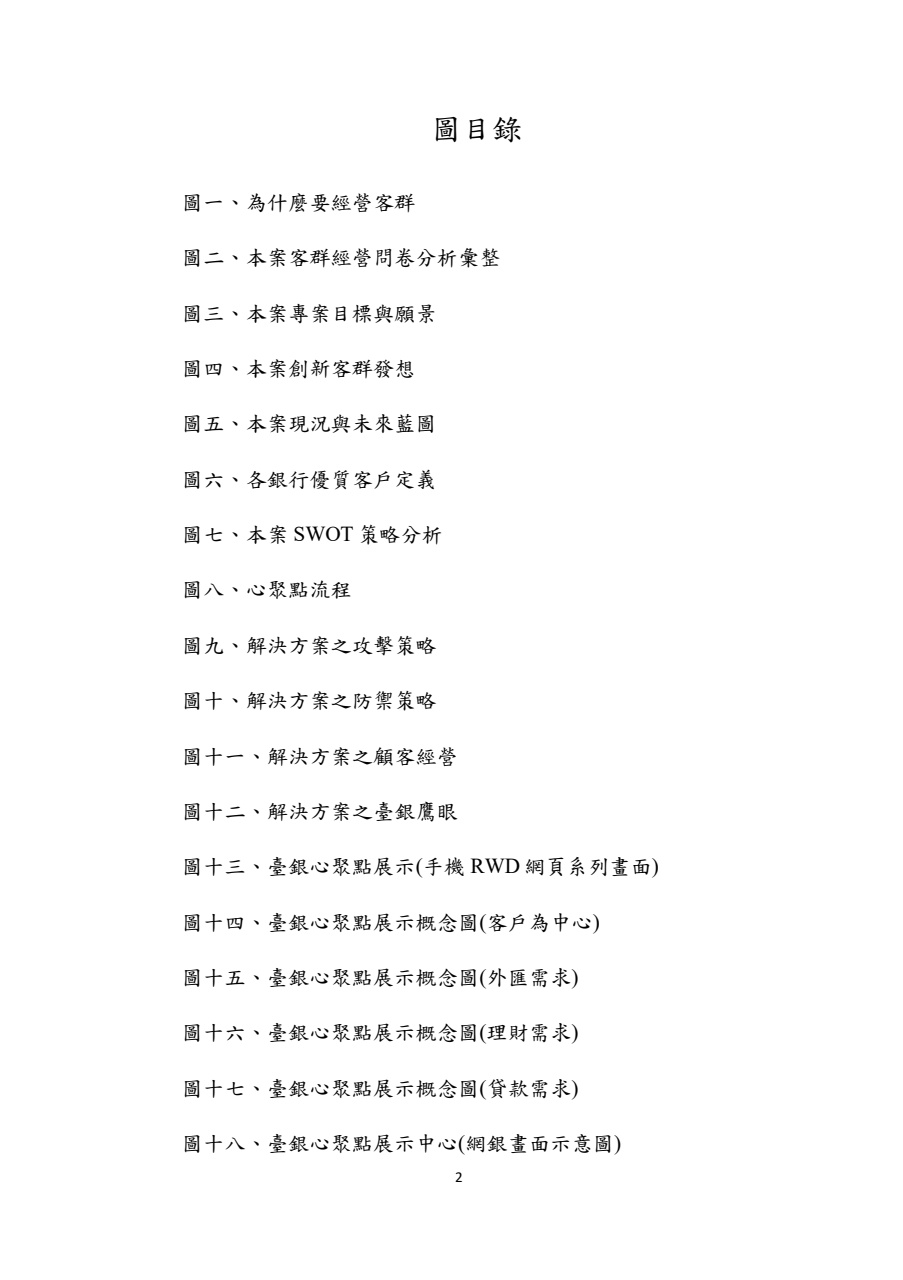 圖目錄
圖一、為什麼要經營客群
圖二、本案客群經營問卷分析彙整
圖三、本案專案目標與願景
圖四、本案創新客群發想
圖五、本案現況與未來藍圖
圖六、各銀行優質客戶定義
圖七、本案 SWOT 策略分析
圖八、心聚點流程
圖九、解決方案之攻擊策略
圖十、解決方案之防禦策略
圖十一、解決方案之顧客經營
圖十二、解決方案之臺銀鷹眼
圖十三、臺銀心聚點展示(手機 RWD 網頁系列畫面)
圖十四、臺銀心聚點展示概念圖(客戶為中心)
圖十五、臺銀心聚點展示概念圖(外匯需求)
圖十六、臺銀心聚點展示概念圖(理財需求)
圖十七、臺銀心聚點展示概念圖(貸款需求)
圖十八、臺銀心聚點展示中心(網銀畫面示意圖)
2